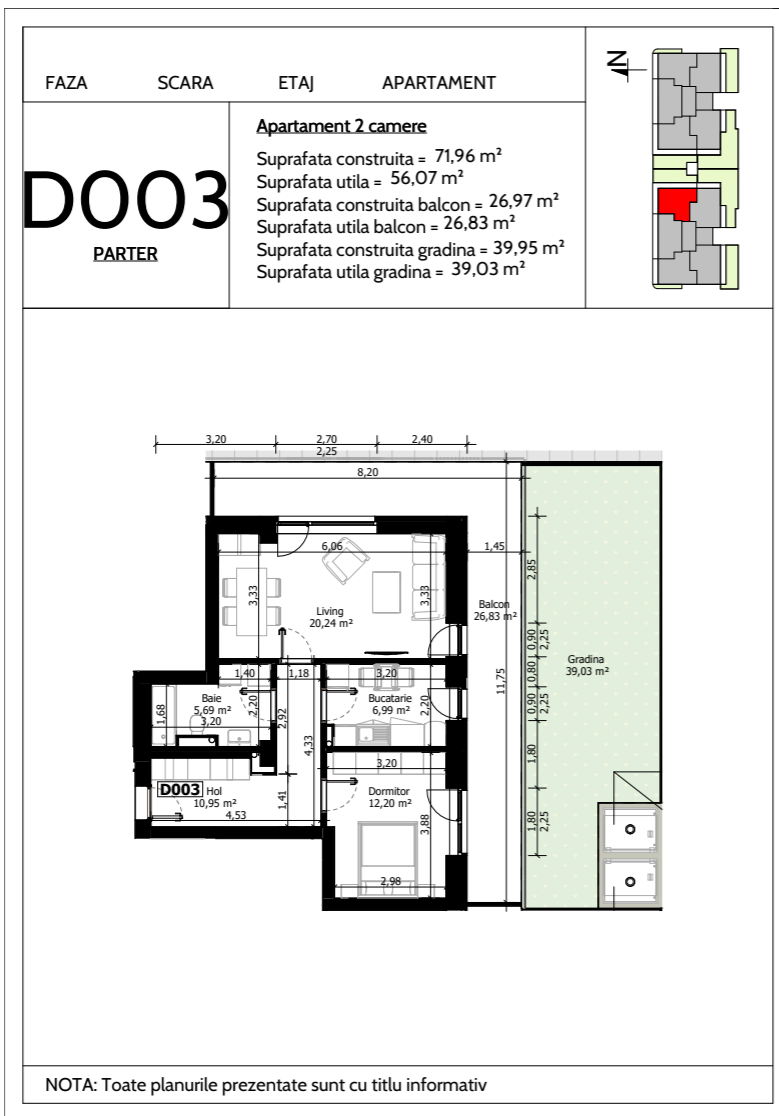 FAZA SCARA ETAJ APARTAMENT
N
D003
PARTER
Apartament 2 camere
Suprafata construita = 71,96 m²
Suprafata utila = 56,07 m²
Suprafata construita balcon = 26,97 m²
Suprafata utila balcon = 26,83 m²
Suprafata construita gradina = 39,95 m²
Suprafata utila gradina = 39,03 m²
3,20 2,70 2,40
2,25
8,20
6,06 1,45
3,33 3,33 2,85
Living
20,24 m²
Balcon
26,83 m²
0,90 2,25
Gradina
39,03 m²
0,80
1,40 1,18 3,20
Baie
5,69 m²
3,20
1,68 2,20 2,92
Bucatarie
6,99 m²
2,20
0,90 2,25
11,75
4,33
1,80
3,20
D003 Hol
10,95 m²
4,53
1,41
Dormitor
12,20 m²
3,88
1,80 2,25
2,98
NOTA: Toate planurile prezentate sunt cu titlu informativ